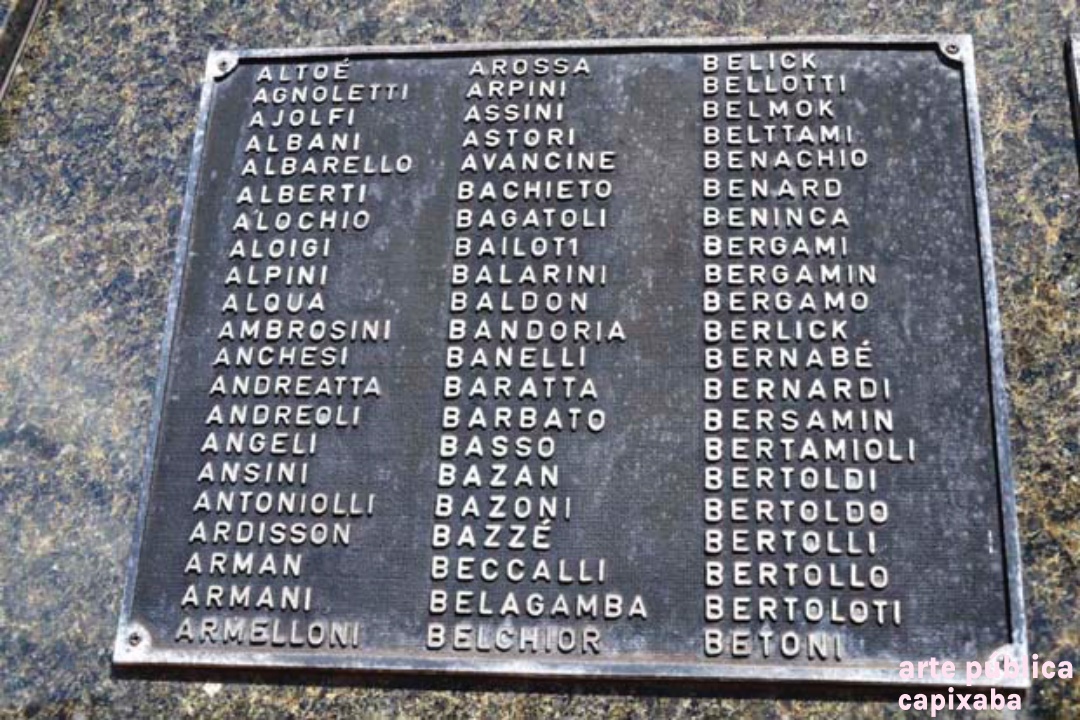 ALTOÉ
AGNOLETTI
AJOLFI
ALBANI
ALBARELLO
ALBERTI
ALOCHIO
ALOIGI
ALPINI
ALQUA
AMBROSINI
ANCHESI
ANDREATTA
ANDREOLI
ANGELI
ANSINI
ANTONIOLLI
ARDISSON
ARMAN
ARMANI
ARMELLONI
AROSSA
ARPINI
ASSINI
ASTORI
AVANCINE
BACHIETO
BAGATOLI
BAILOT1
BALARINI
BALDON
BANDORIA
BANELLI
BARATTA
BARBATO
BASSO
BAZAN
BAZONI
BAZZÉ
BECCALLI
BELAGAMBA
BELCHIOR
BELICK
BELLOTTI
BELMOK
BELTTAMI
BENACHIO
BENARD
BENINCA
BERGAMI
BERGAMIN
BERGAMO
BERLICK
BERNABÉ
BERNARDI
BERSAMIN
BERTAMIOLI
BERTOLDI
BERTOLDO
BERTOLLI
BERTOLLO
BERTOLOTI
BETONI
arte pública
capixaba